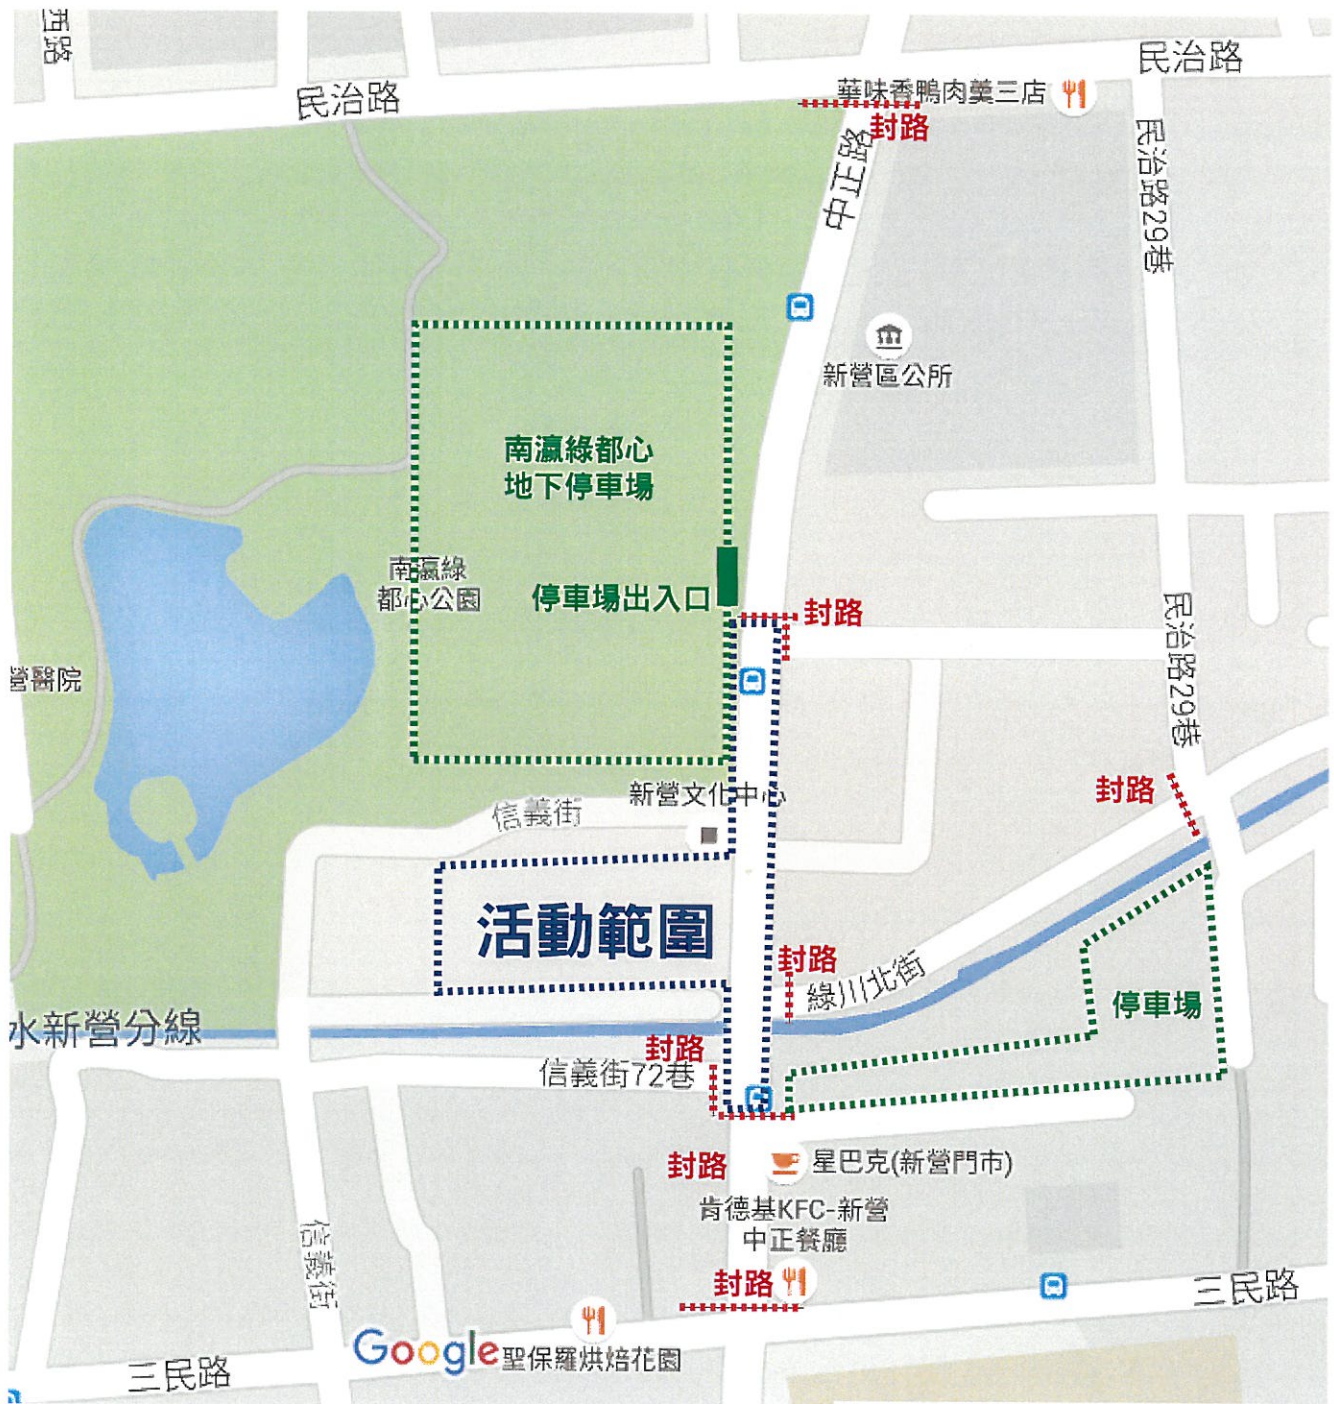 西路
民治路
民治路
華味香鴨肉羹三店
封路
中正路
民治路29巷
新營區公所
南瀛綠都心
地下停車場
南瀛綠
都心公園
停車場出入口
封路
民治路29巷
營醫院
封路
新營文化中心
信義街
活動範圍
封路
綠川北街
停車場
水新營分線
封路
信義街72巷
封路
星巴克(新營門市)
肯德基KFC-新營
中正餐廳
信義街
封路
三民路
Google
聖保羅烘焙花園
三民路